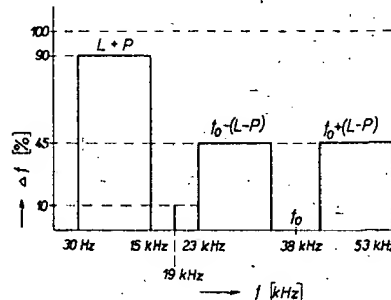 100
90
L + P
45
f₀-(L-P)
f₀+(L-P)
10
f₀
Δf [%]
30 Hz
15 kHz
23 kHz
38 kHz
53 kHz
19 kHz
f [kHz]